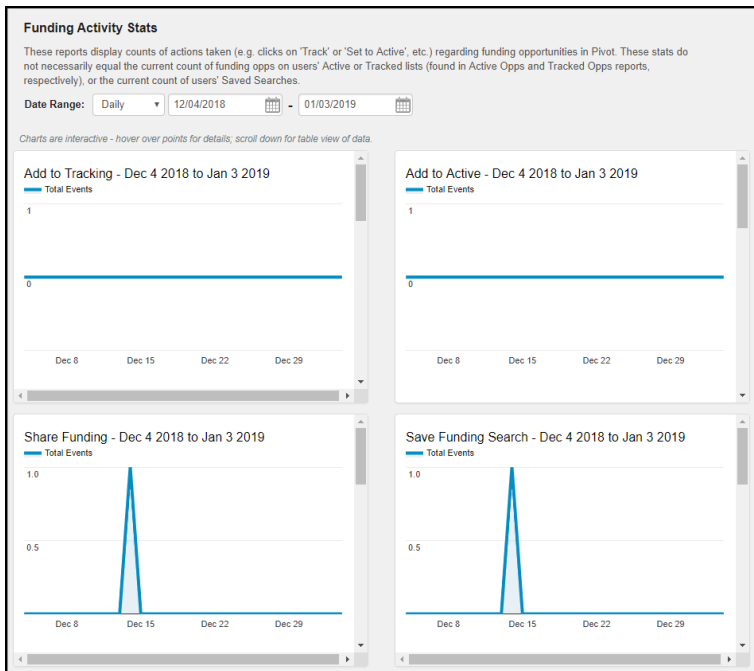 Funding Activity Stats
These reports display counts of actions taken (e.g. clicks on 'Track' or 'Set to Active', etc.) regarding funding opportunities in Pivot. These stats do
not necessarily equal the current count of funding opps on users' Active or Tracked lists (found in Active Opps and Tracked Opps reports,
respectively), or the current count of users' Saved Searches.
Date Range: Daily 12/04/2018 - 01/03/2019
Charts are interactive - hover over points for details; scroll down for table view of data.
Add to Tracking - Dec 4 2018 to Jan 3 2019
Total Events
1
0
Dec 8 Dec 15 Dec 22 Dec 29
Add to Active - Dec 4 2018 to Jan 3 2019
Total Events
1
0
Dec 8 Dec 15 Dec 22 Dec 29
Share Funding - Dec 4 2018 to Jan 3 2019
Total Events
1.0
0.5
Dec 8 Dec 15 Dec 22 Dec 29
Save Funding Search - Dec 4 2018 to Jan 3 2019
Total Events
1.0
0.5
Dec 8 Dec 15 Dec 22 Dec 29